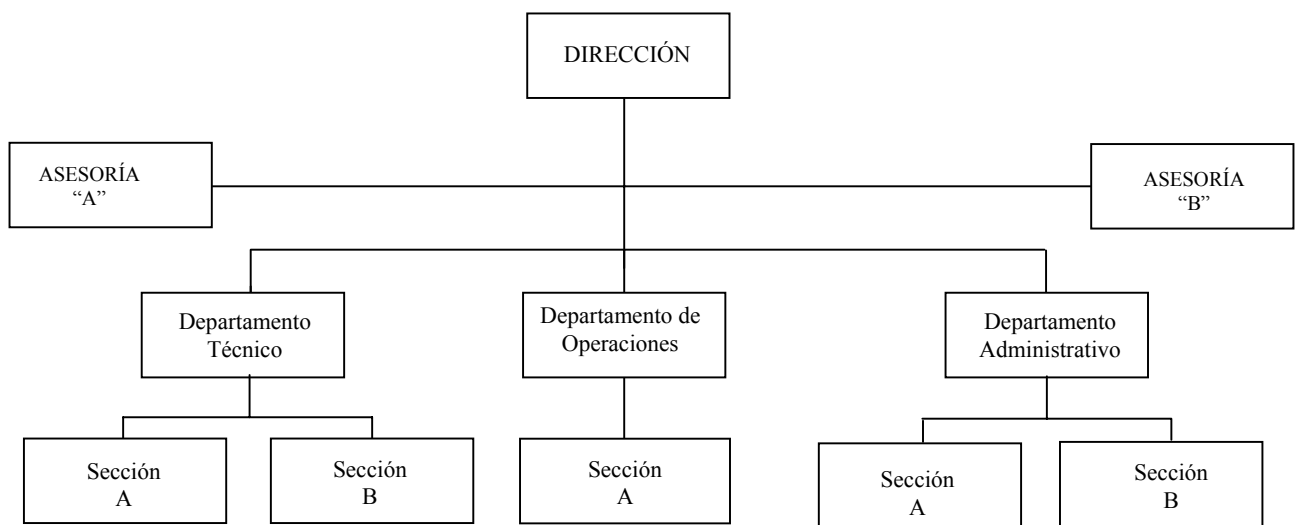 DIRECCIÓN
ASESORÍA
“A”
ASESORÍA
“B”
Departamento
Técnico
Departamento de
Operaciones
Departamento
Administrativo
Sección
A
Sección
B
Sección
A
Sección
A
Sección
B